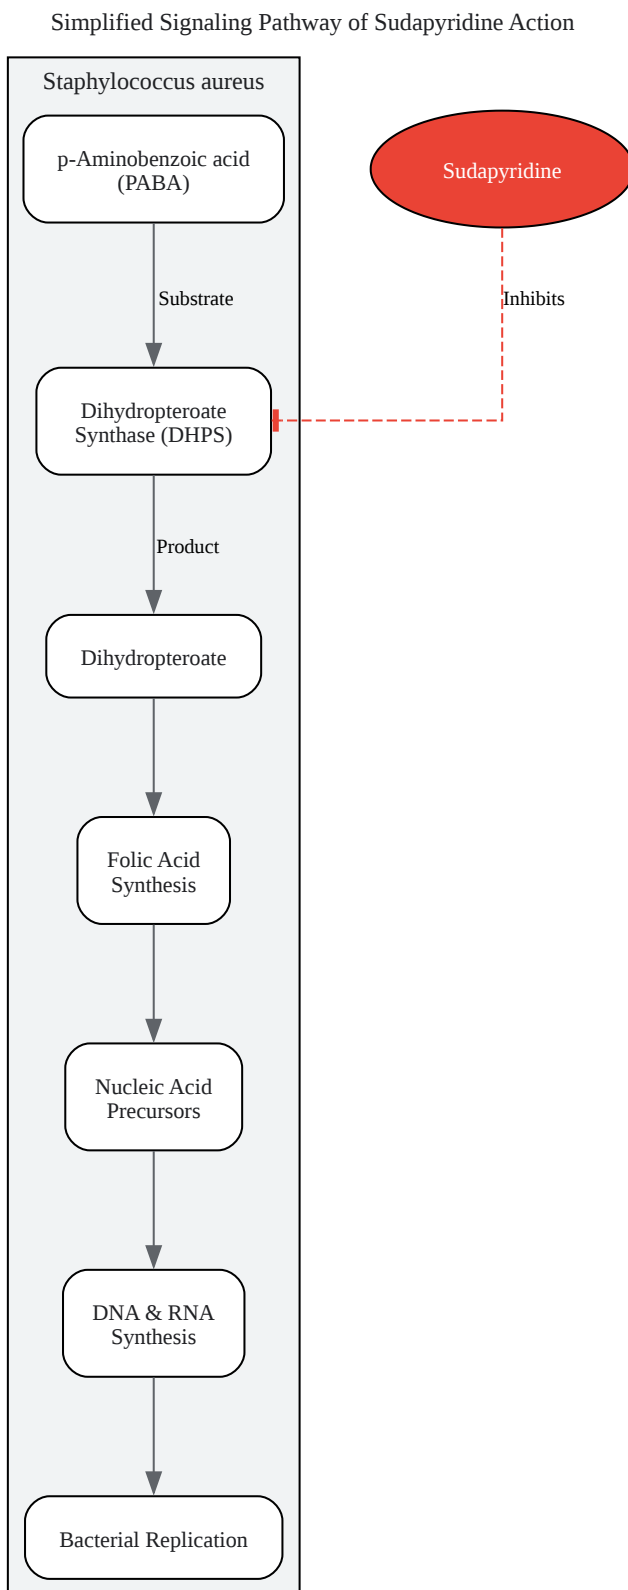 Simplified Signaling Pathway of Sudapyridine Action
Staphylococcus aureus
p-Aminobenzoic acid
(PABA)
Sudapyridine
Substrate
Inhibits
Dihydropteroate
Synthase (DHPS)
Product
Dihydropteroate
Folic Acid
Synthesis
Nucleic Acid
Precursors
DNA & RNA
Synthesis
Bacterial Replication